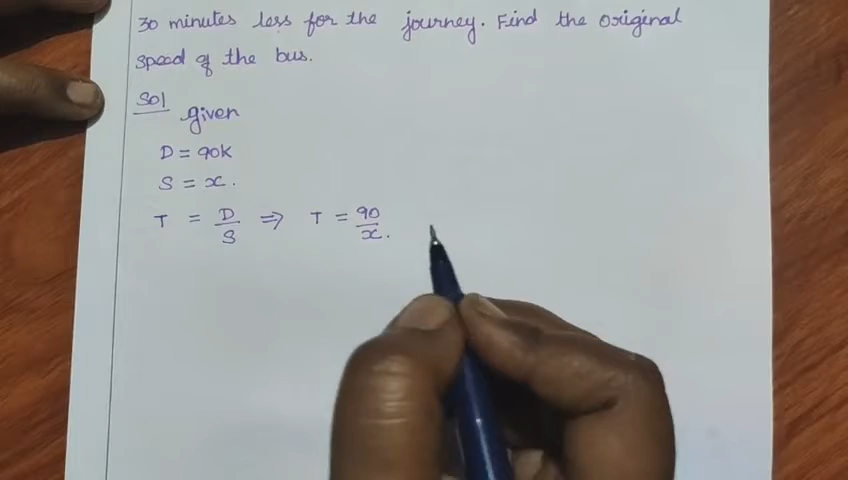 30 minutes less for the journey. Find the original
speed of the bus.
Sol given
D = 90K
S = x.
T = D/S ⇒ T = 90/x.